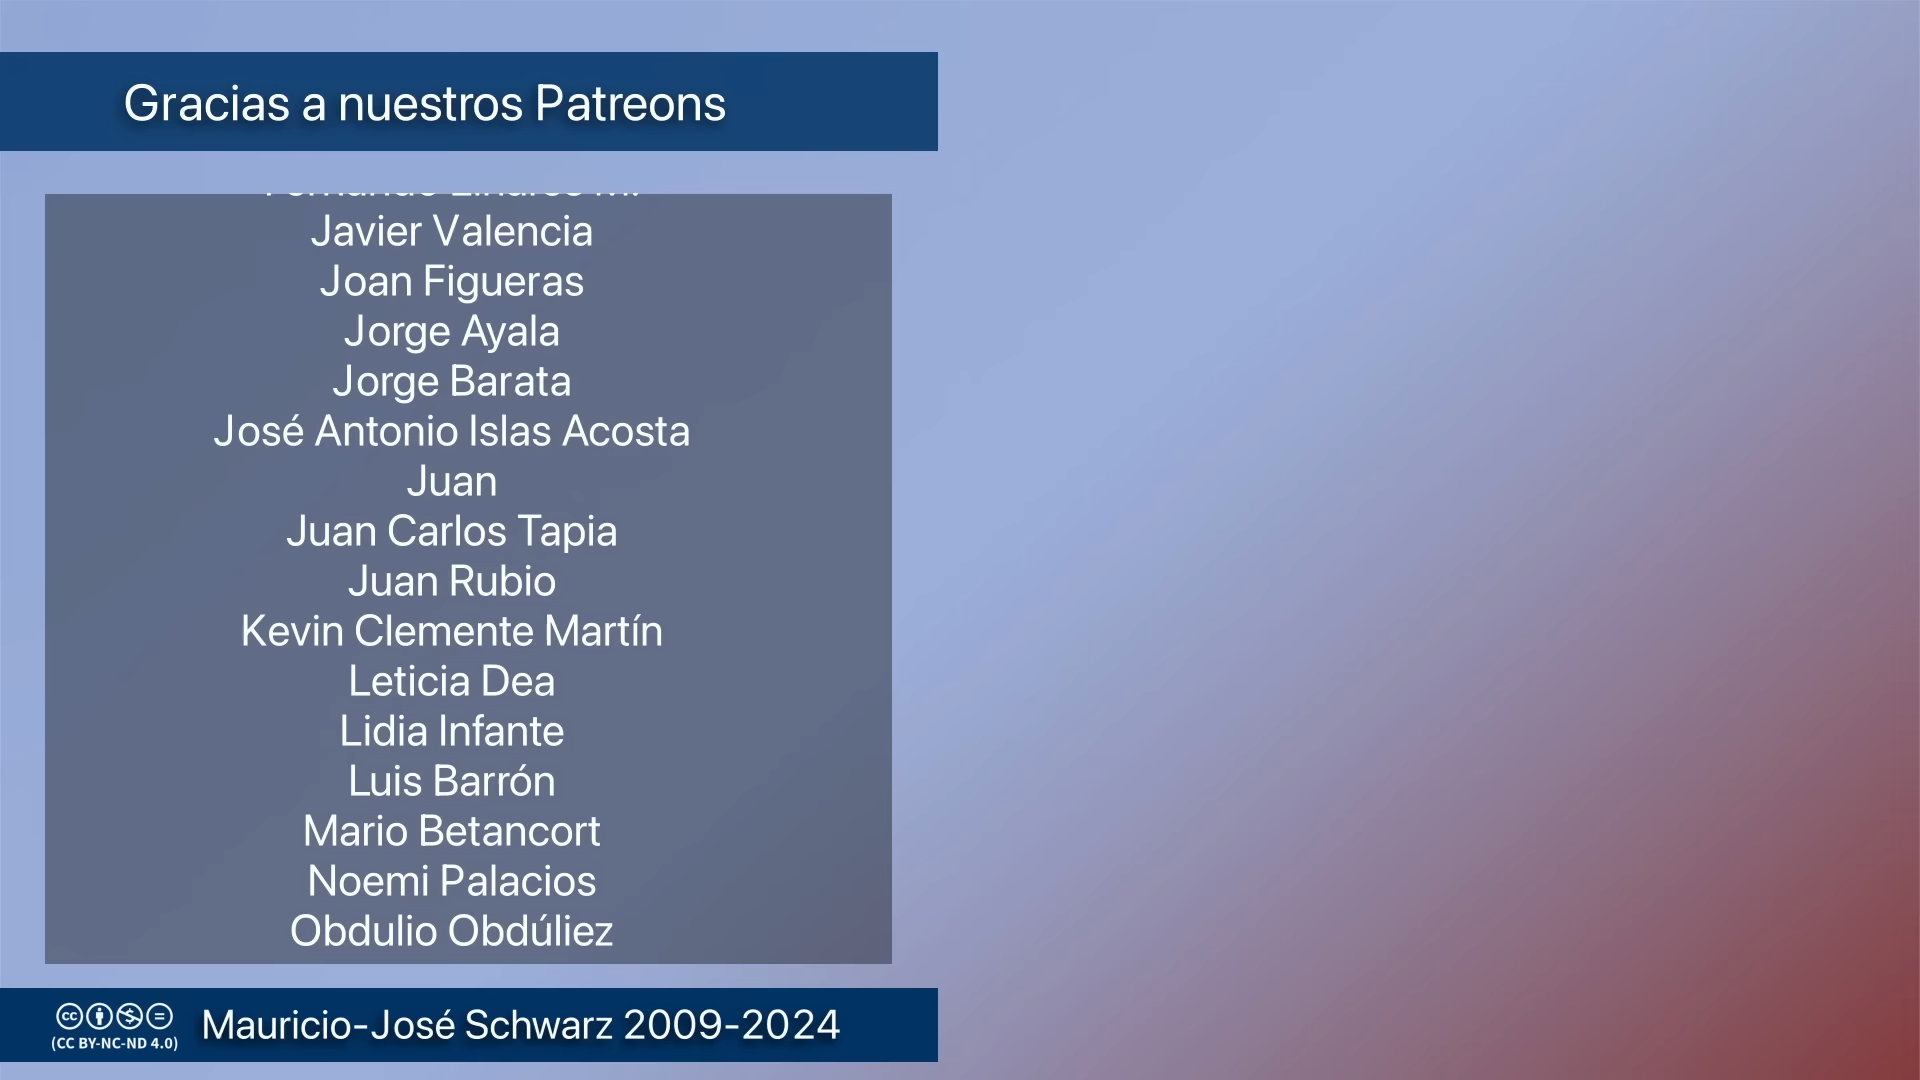 Gracias a nuestros Patreons
Javier Valencia
Joan Figueras
Jorge Ayala
Jorge Barata
José Antonio Islas Acosta
Juan
Juan Carlos Tapia
Juan Rubio
Kevin Clemente Martín
Leticia Dea
Lidia Infante
Luis Barrón
Mario Betancort
Noemi Palacios
Obdulio Obdúliez
Mauricio-José Schwarz 2009-2024
(CC BY-NC-ND 4.0)